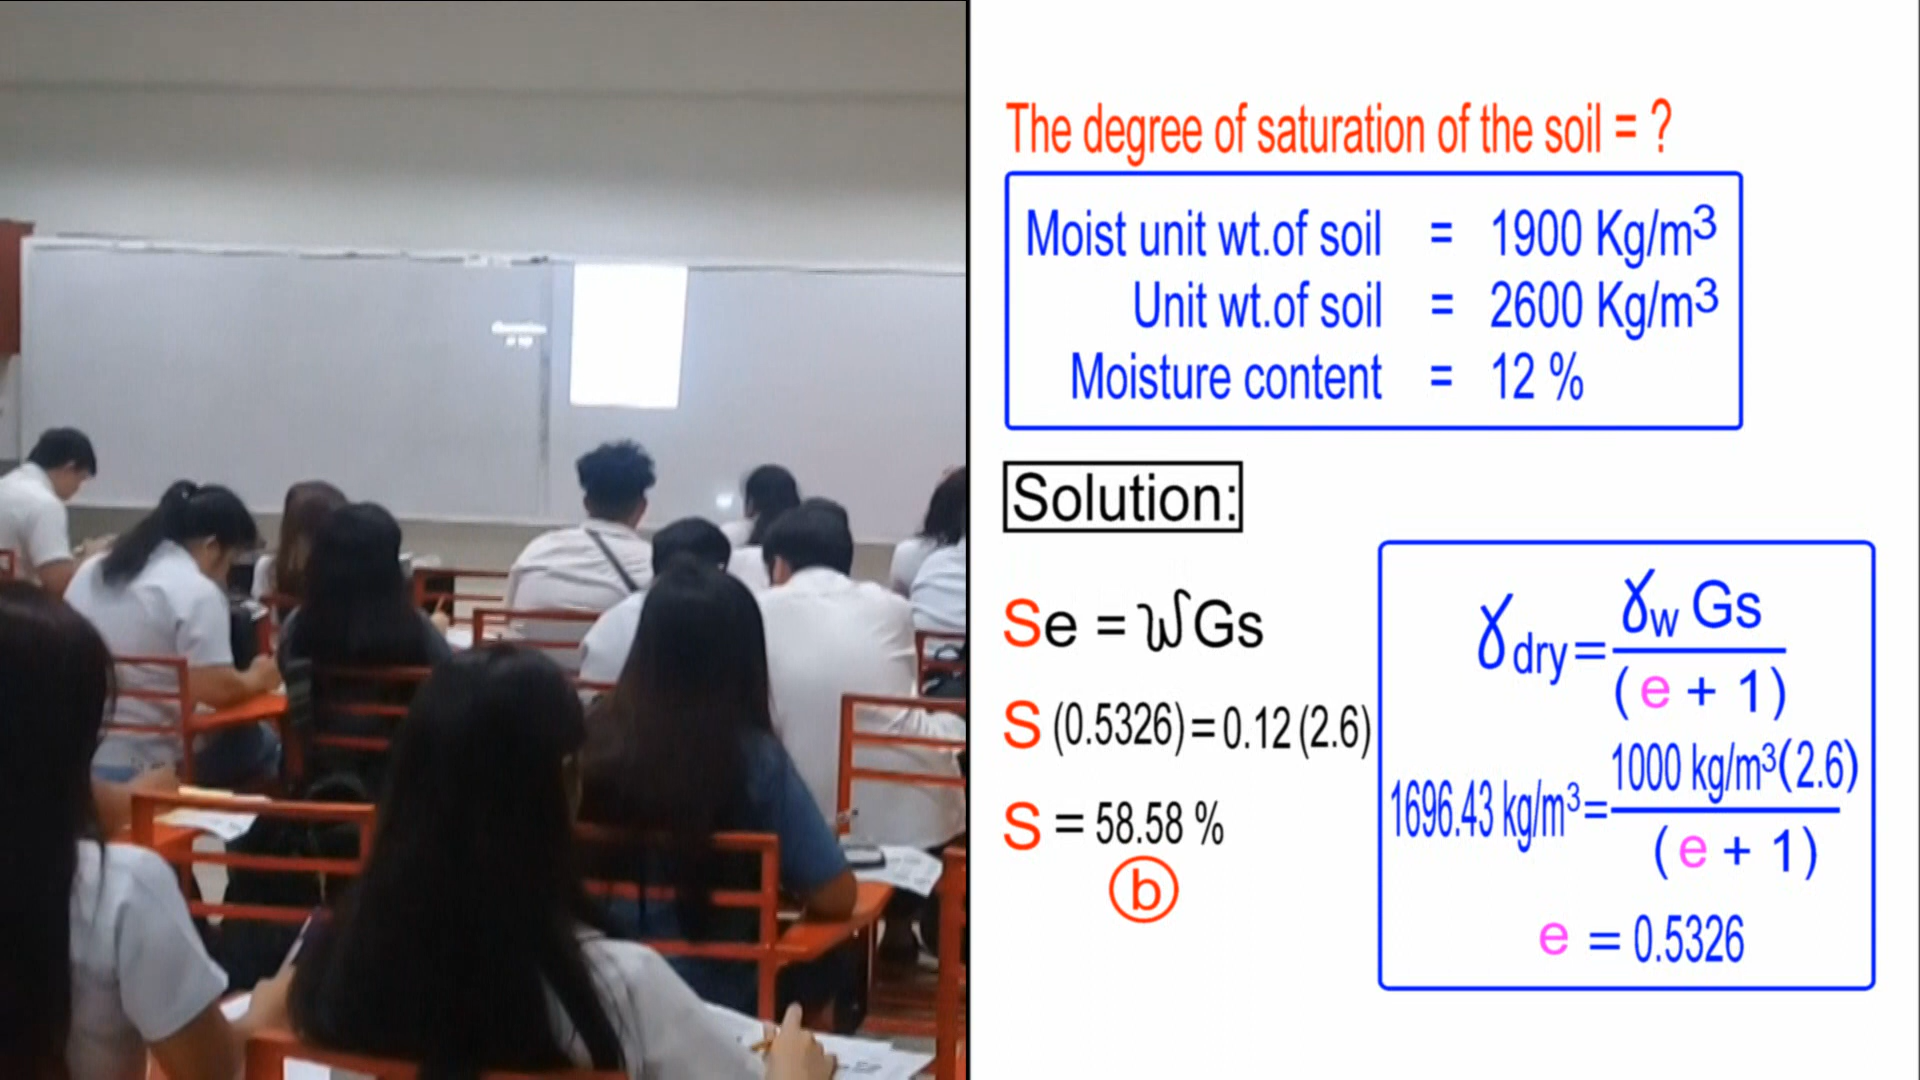 The degree of saturation of the soil = ?
Moist unit wt.of soil = 1900 Kg/m³
Unit wt.of soil = 2600 Kg/m³
Moisture content = 12 %
Solution:
Se = wGs
S (0.5326) = 0.12 (2.6)
S = 58.58 %
b
γdry = γw Gs / (e + 1)
1696.43 kg/m³ = 1000 kg/m³(2.6) / (e + 1)
e = 0.5326